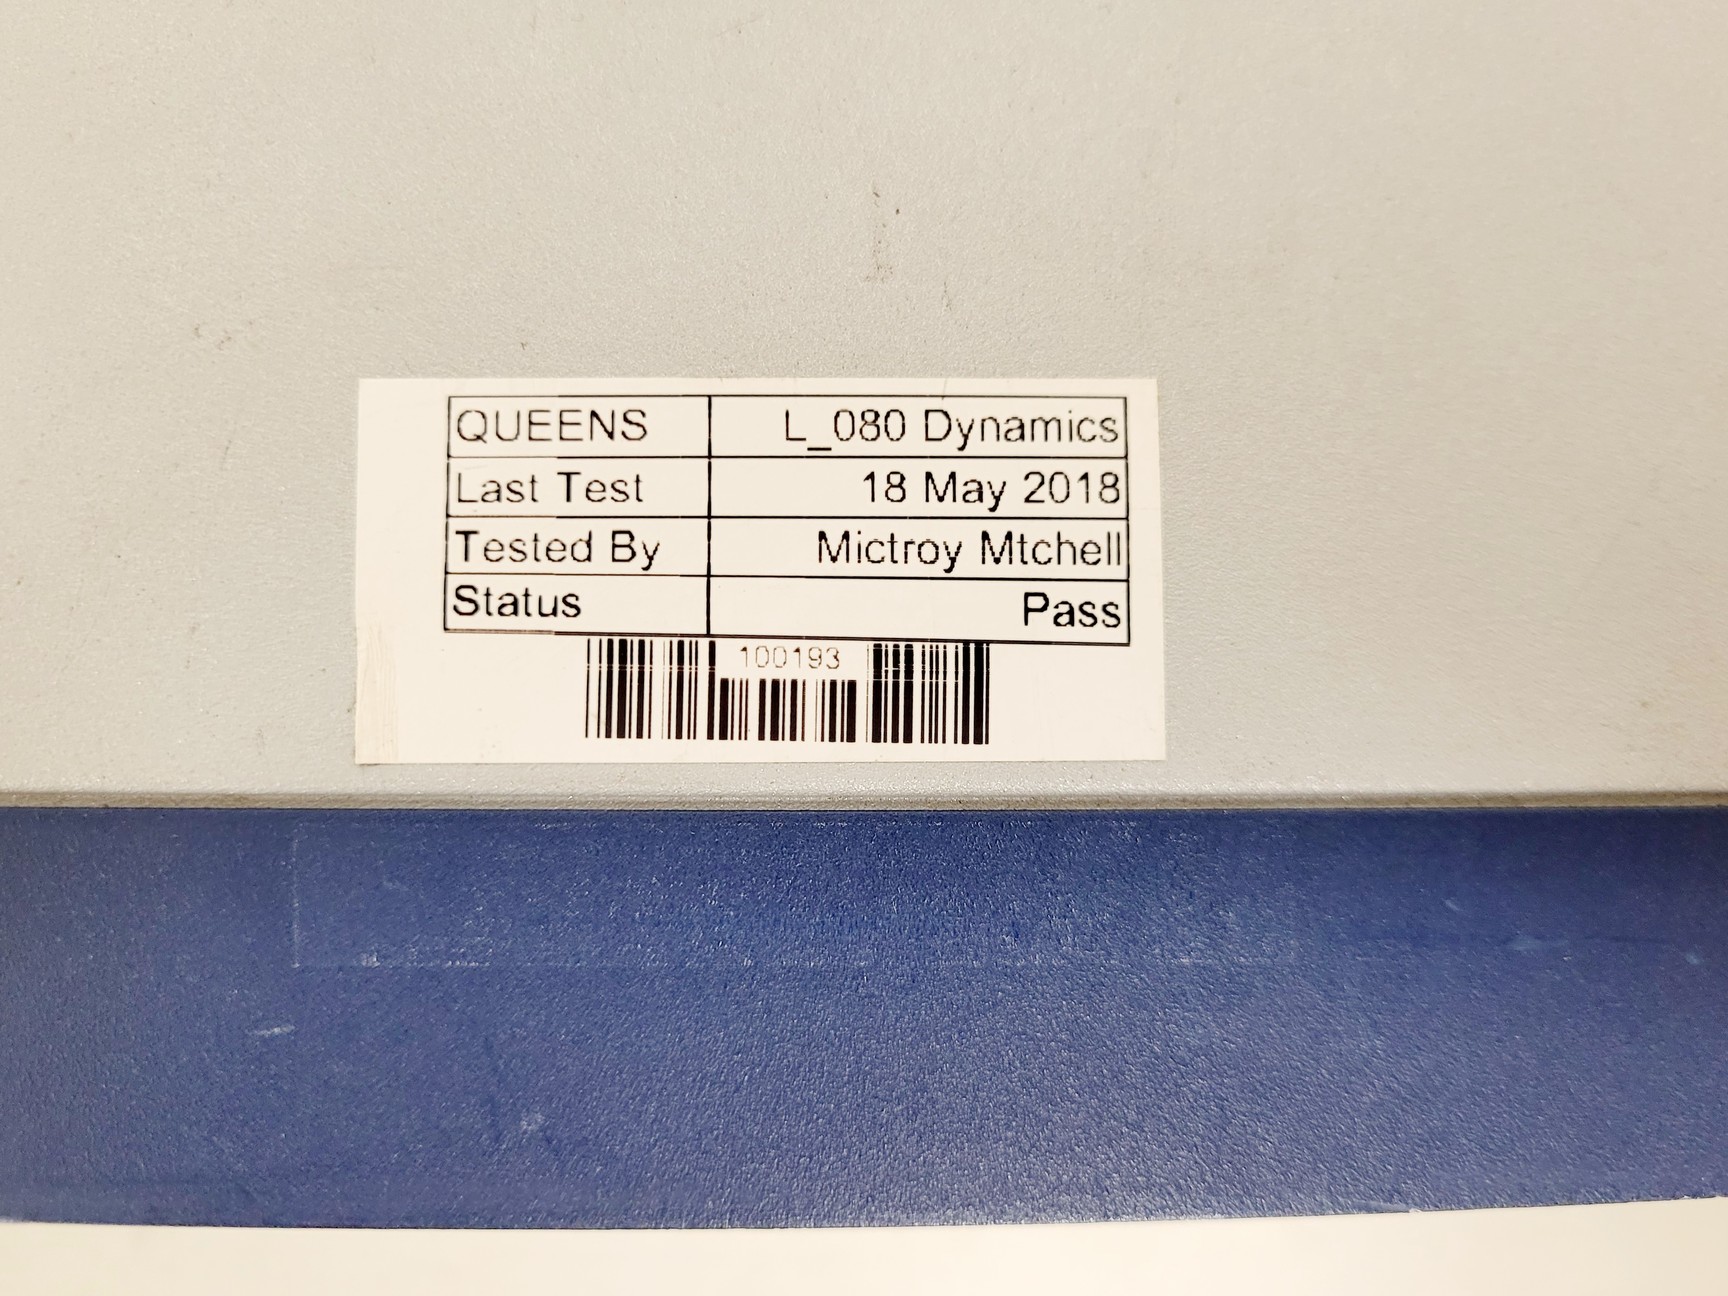 QUEENS L_080 Dynamics
Last Test 18 May 2018
Tested By Mictroy Mtchell
Status Pass
100193